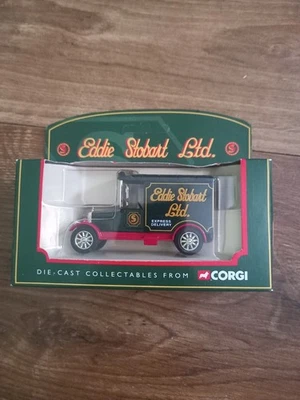 S
Eddie Stobart Ltd.
S
Eddie Stobart
Ltd.
EXPRESS
DELIVERY
S
DIE-CAST COLLECTABLES FROM CORGI